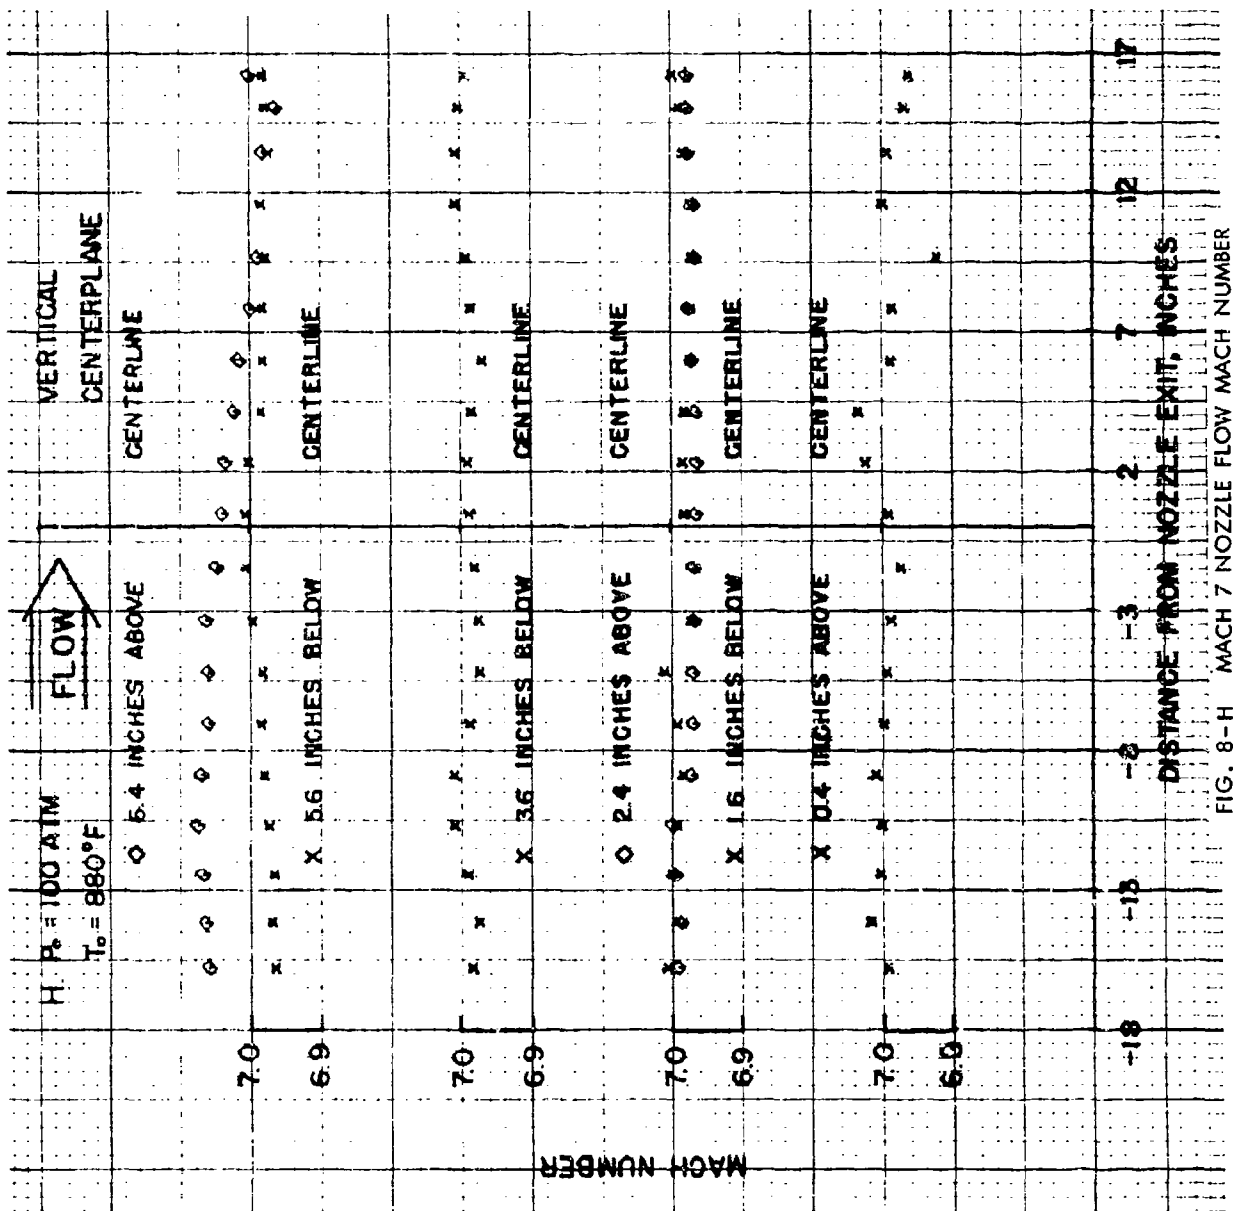 H. P₀ = 100 ATM
T₀ = 880°F
FLOW
VERTICAL
CENTERPLANE
◇ 5.4 INCHES ABOVE CENTERLINE
7.0
6.9
X 5.6 INCHES BELOW CENTERLINE
7.0
6.9
X 3.6 INCHES BELOW CENTERLINE
◇ 2.4 INCHES ABOVE CENTERLINE
7.0
6.9
X 1.6 INCHES BELOW CENTERLINE
X 0.4 INCHES ABOVE CENTERLINE
7.0
6.9
MACH NUMBER
-18 -13 -8 -3 2 7 12 17
DISTANCE FROM NOZZLE EXIT, INCHES
FIG. 8-H MACH 7 NOZZLE FLOW MACH NUMBER